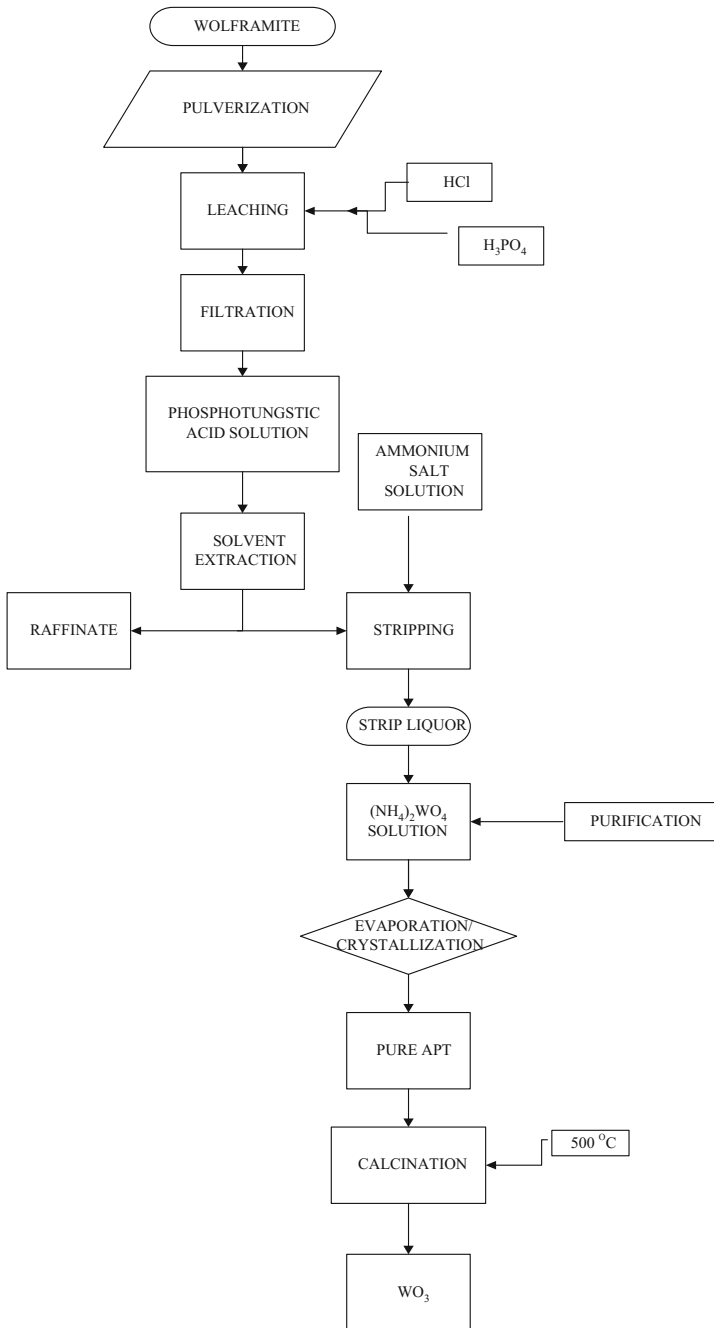 WOLFRAMITE
PULVERIZATION
HCl
LEACHING
H₃PO₄
FILTRATION
PHOSPHOTUNGSTIC
ACID SOLUTION
AMMONIUM
SALT
SOLUTION
SOLVENT
EXTRACTION
RAFFINATE
STRIPPING
STRIP LIQUOR
(NH₄)₂WO₄
SOLUTION
PURIFICATION
EVAPORATION/
CRYSTALLIZATION
PURE APT
CALCINATION
500 ᴼC
WO₃